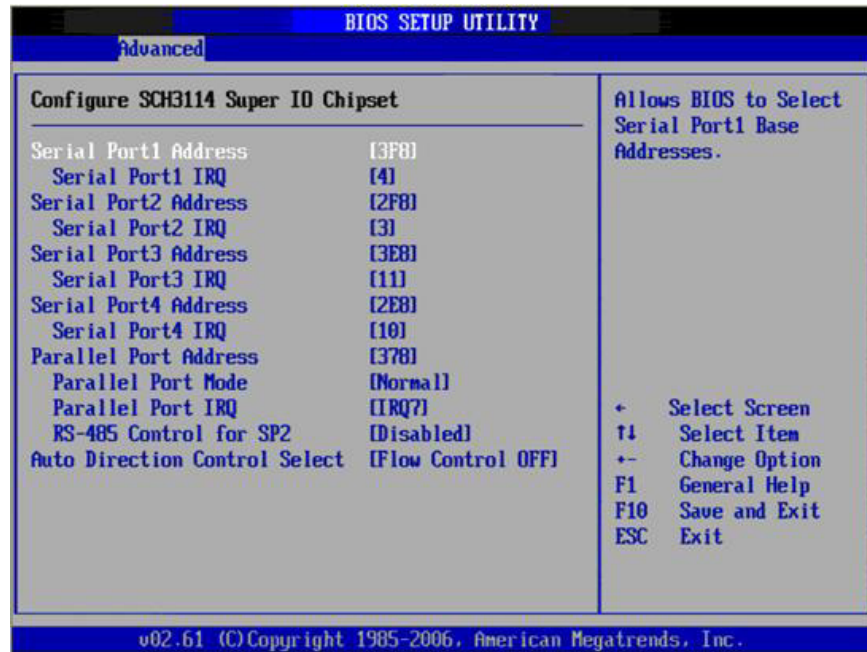 BIOS SETUP UTILITY
Advanced
Configure SCH3114 Super IO Chipset
Serial Port1 Address [3F8]
Serial Port1 IRQ [4]
Serial Port2 Address [2F8]
Serial Port2 IRQ [3]
Serial Port3 Address [3E8]
Serial Port3 IRQ [11]
Serial Port4 Address [2E8]
Serial Port4 IRQ [10]
Parallel Port Address [378]
Parallel Port Mode [Normal]
Parallel Port IRQ [IRQ7]
RS-485 Control for SP2 [Disabled]
Auto Direction Control Select [Flow Control OFF]
Allows BIOS to Select
Serial Port1 Base
Addresses.
← Select Screen
↑↓ Select Item
+- Change Option
F1 General Help
F10 Save and Exit
ESC Exit
v02.61 (C)Copyright 1985-2006, American Megatrends, Inc.